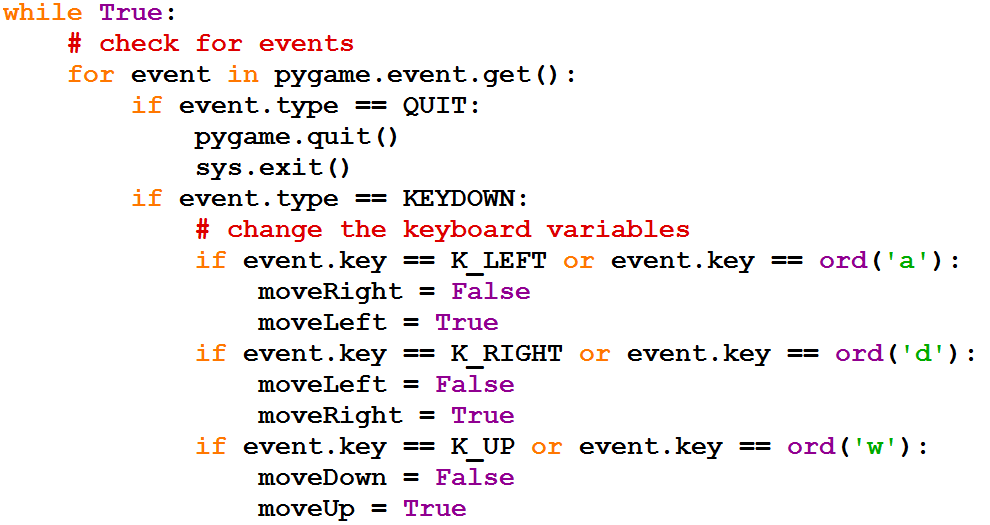 while True:
    # check for events
    for event in pygame.event.get():
        if event.type == QUIT:
            pygame.quit()
            sys.exit()
        if event.type == KEYDOWN:
            # change the keyboard variables
            if event.key == K_LEFT or event.key == ord('a'):
                moveRight = False
                moveLeft = True
            if event.key == K_RIGHT or event.key == ord('d'):
                moveLeft = False
                moveRight = True
            if event.key == K_UP or event.key == ord('w'):
                moveDown = False
                moveUp = True